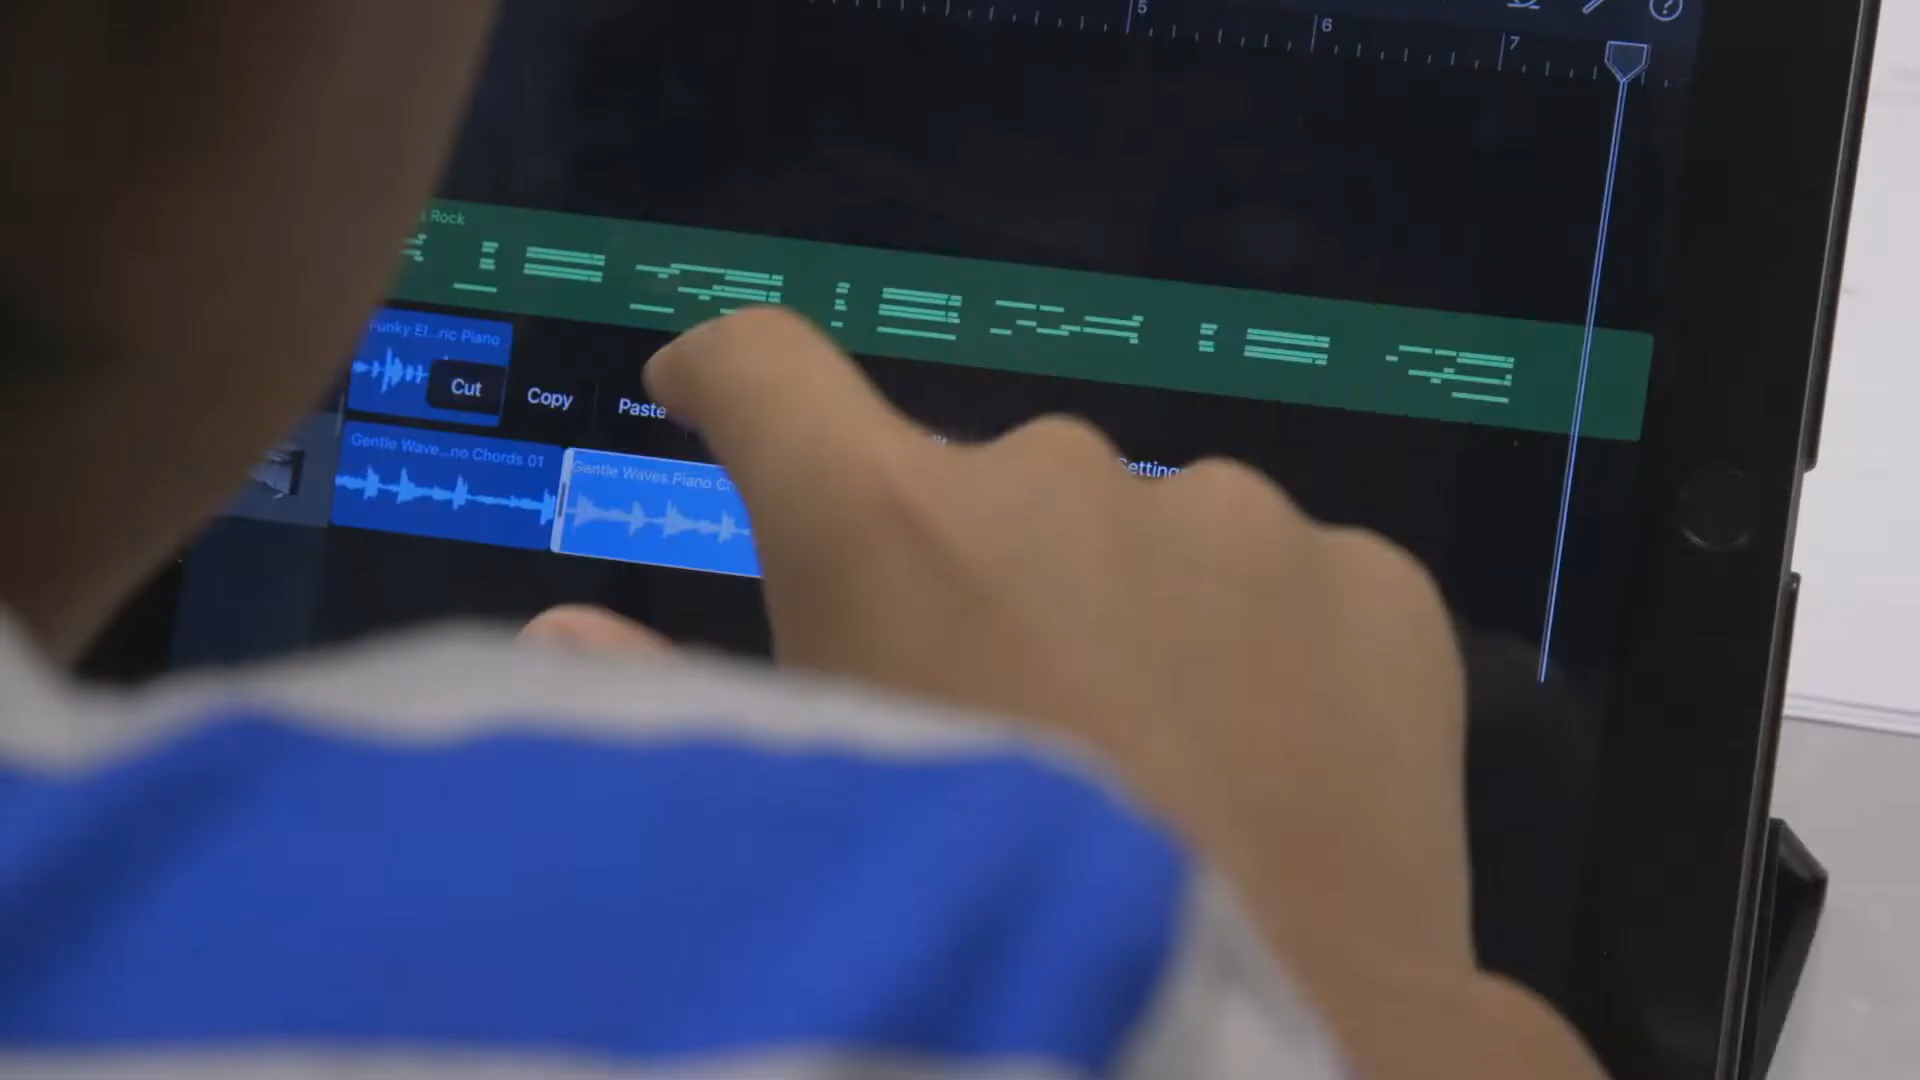 5
6
7
?
Rock
Funky El...ric Piano
Cut
Copy
Paste
Settings
Gentle Wave...no Chords 01
Gentle Waves Piano